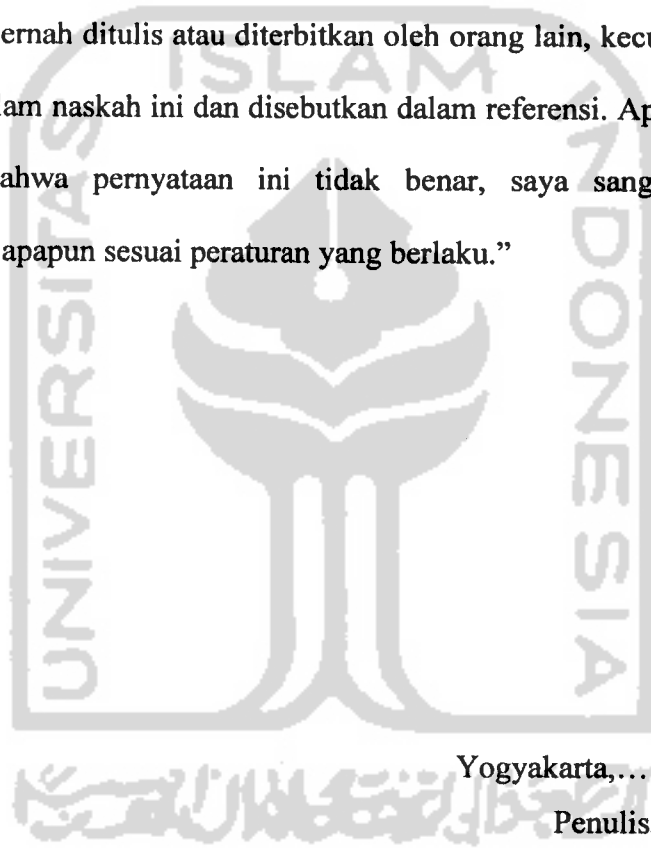 ernah ditulis atau diterbitkan oleh orang lain, kecu
lam naskah ini dan disebutkan dalam referensi. Ap
ahwa pernyataan ini tidak benar, saya sang
apapun sesuai peraturan yang berlaku.”
ISLAM
UNIVERSITAS
INDONESIA
Yogyakarta,...
Penulis